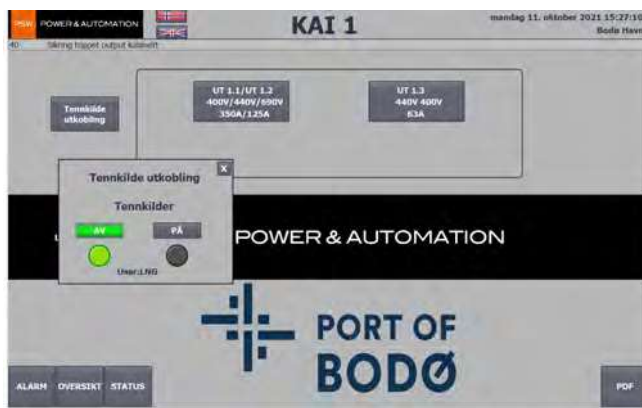 PSW POWER & AUTOMATION
KAI 1
mandag 11. oktober 2021 15:27:10
Bodø Havn
40 Sikring trippet output kabinett
Tennkilde
utkobling
UT 1.1/UT 1.2
400V/440V/690V
350A/125A
UT 1.3
440V 400V
63A
X
Tennkilde utkobling
Tennkilder
AV PÅ
User:LNG
POWER & AUTOMATION
PORT OF
BODØ
ALARM OVERSIKT STATUS PDF